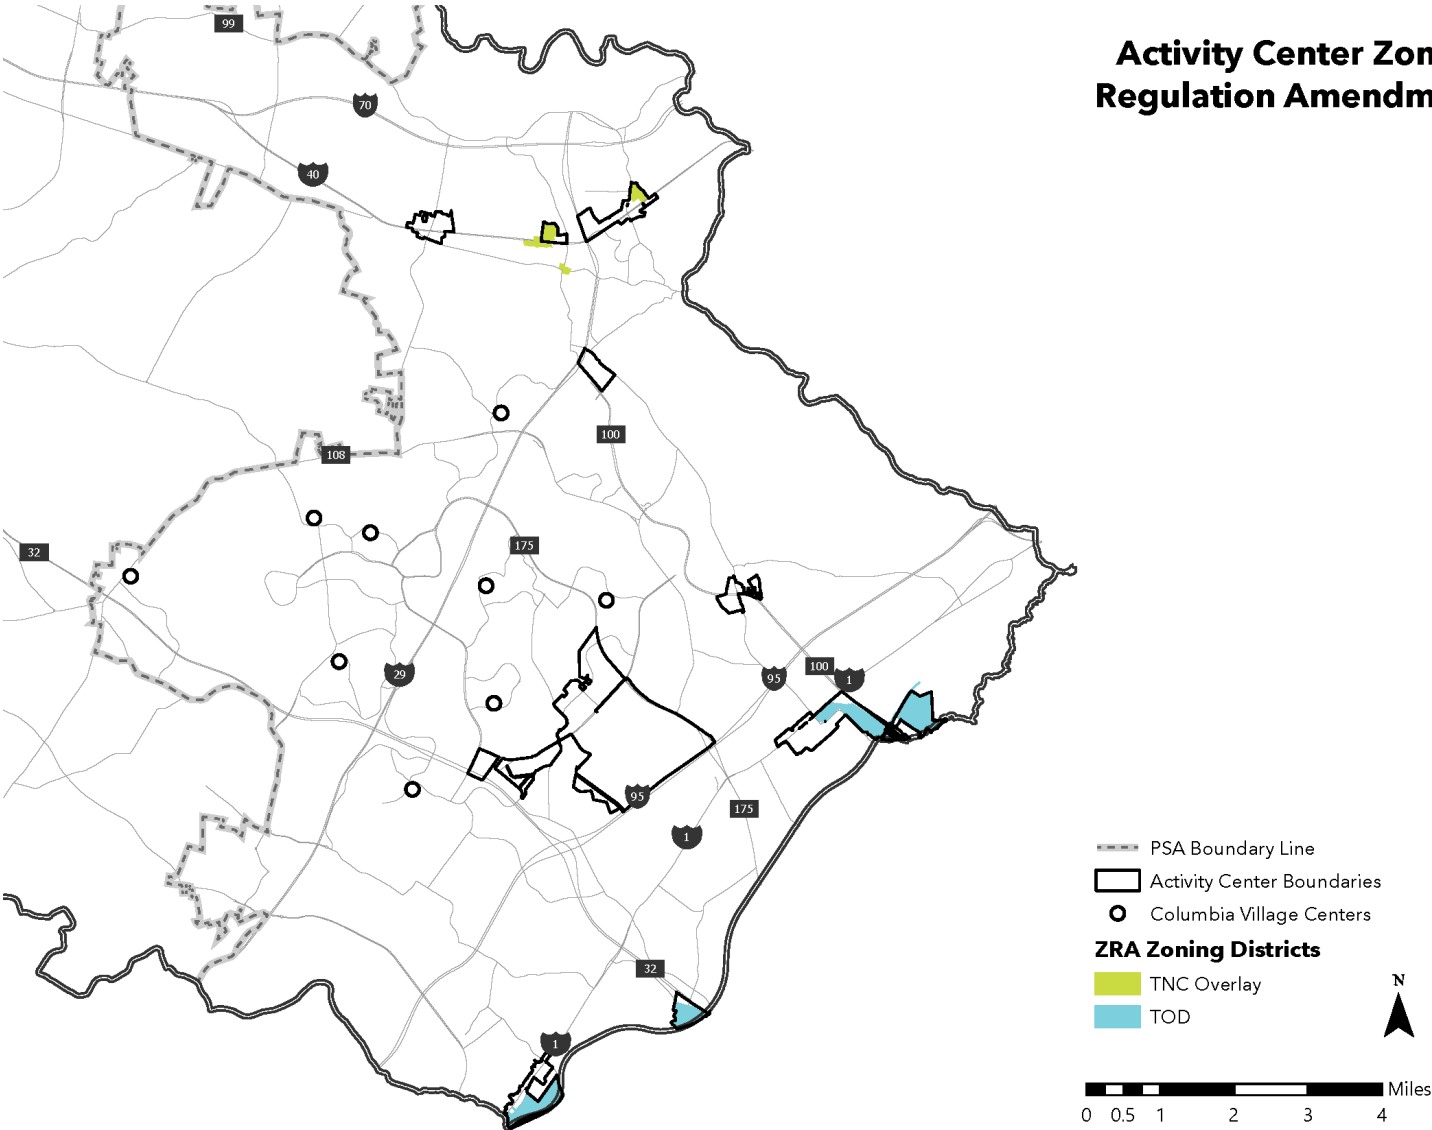 Activity Center Zon
Regulation Amendm
99
70
40
100
108
32
175
29
95
100
1
95
175
1
32
1
PSA Boundary Line
Activity Center Boundaries
Columbia Village Centers
ZRA Zoning Districts
TNC Overlay
TOD
N
Miles
0 0.5 1 2 3 4